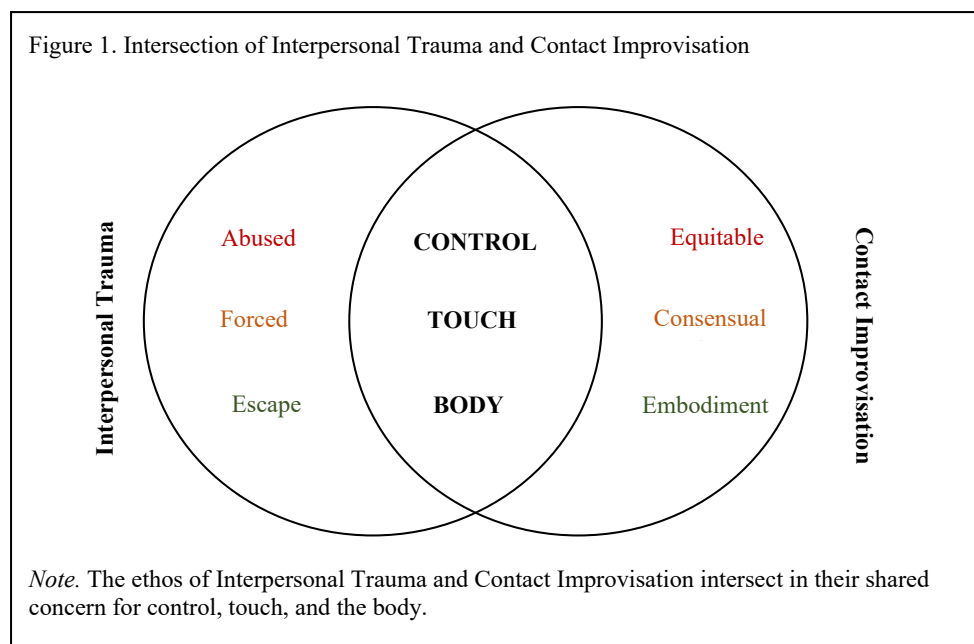 Figure 1. Intersection of Interpersonal Trauma and Contact Improvisation
Interpersonal Trauma
Abused CONTROL Equitable
Forced TOUCH Consensual
Escape BODY Embodiment
Contact Improvisation
Note. The ethos of Interpersonal Trauma and Contact Improvisation intersect in their shared
concern for control, touch, and the body.